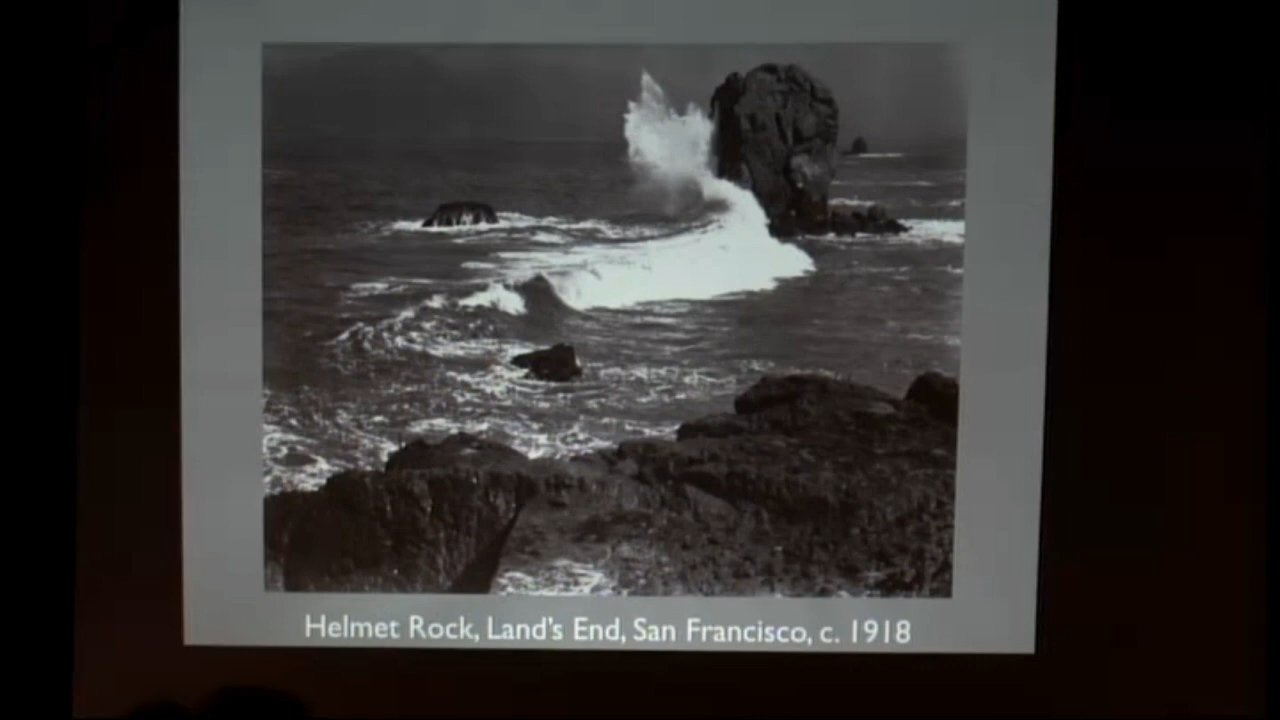 Helmet Rock, Land's End, San Francisco, c. 1918